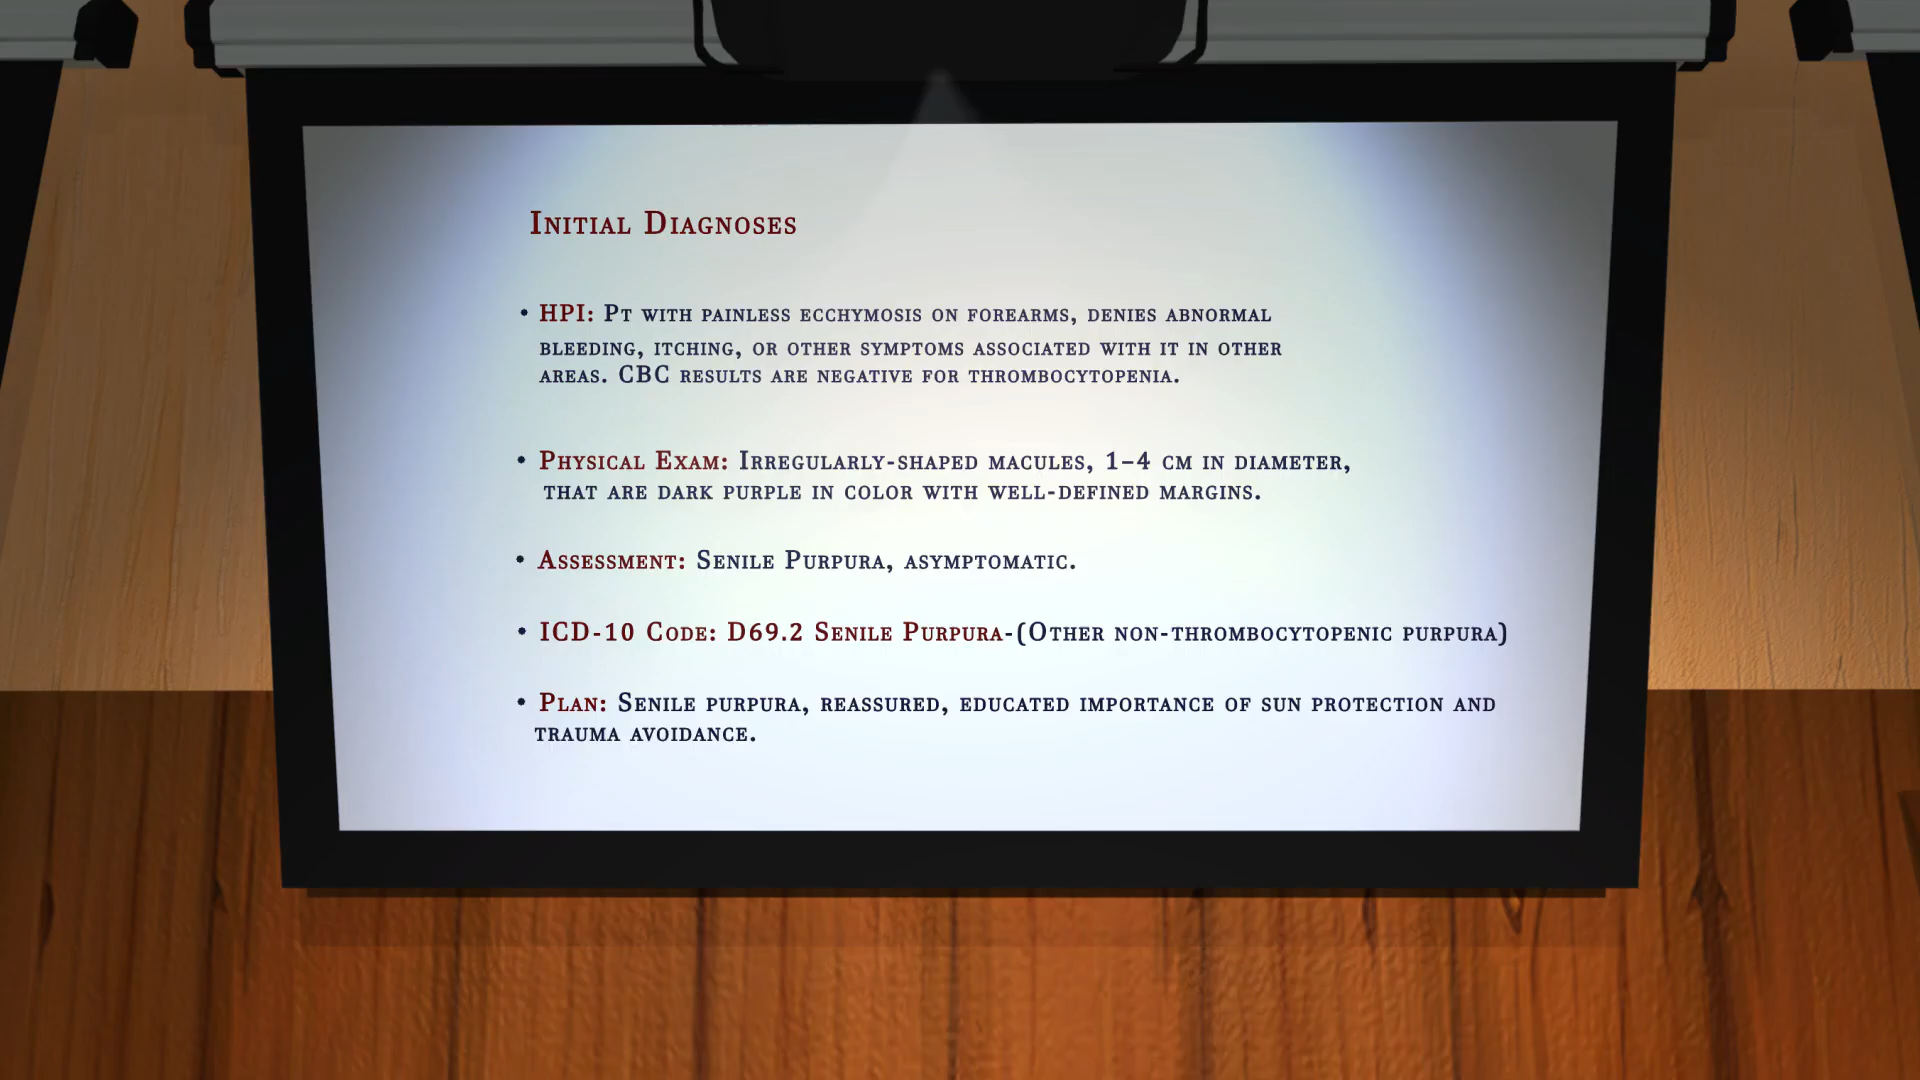 Initial Diagnoses
• HPI: Pt with painless ecchymosis on forearms, denies abnormal
bleeding, itching, or other symptoms associated with it in other
areas. CBC results are negative for thrombocytopenia.
• Physical Exam: Irregularly-shaped macules, 1–4 cm in diameter,
that are dark purple in color with well-defined margins.
• Assessment: Senile Purpura, asymptomatic.
• ICD-10 Code: D69.2 Senile Purpura-(Other non-thrombocytopenic purpura)
• Plan: Senile purpura, reassured, educated importance of sun protection and
trauma avoidance.